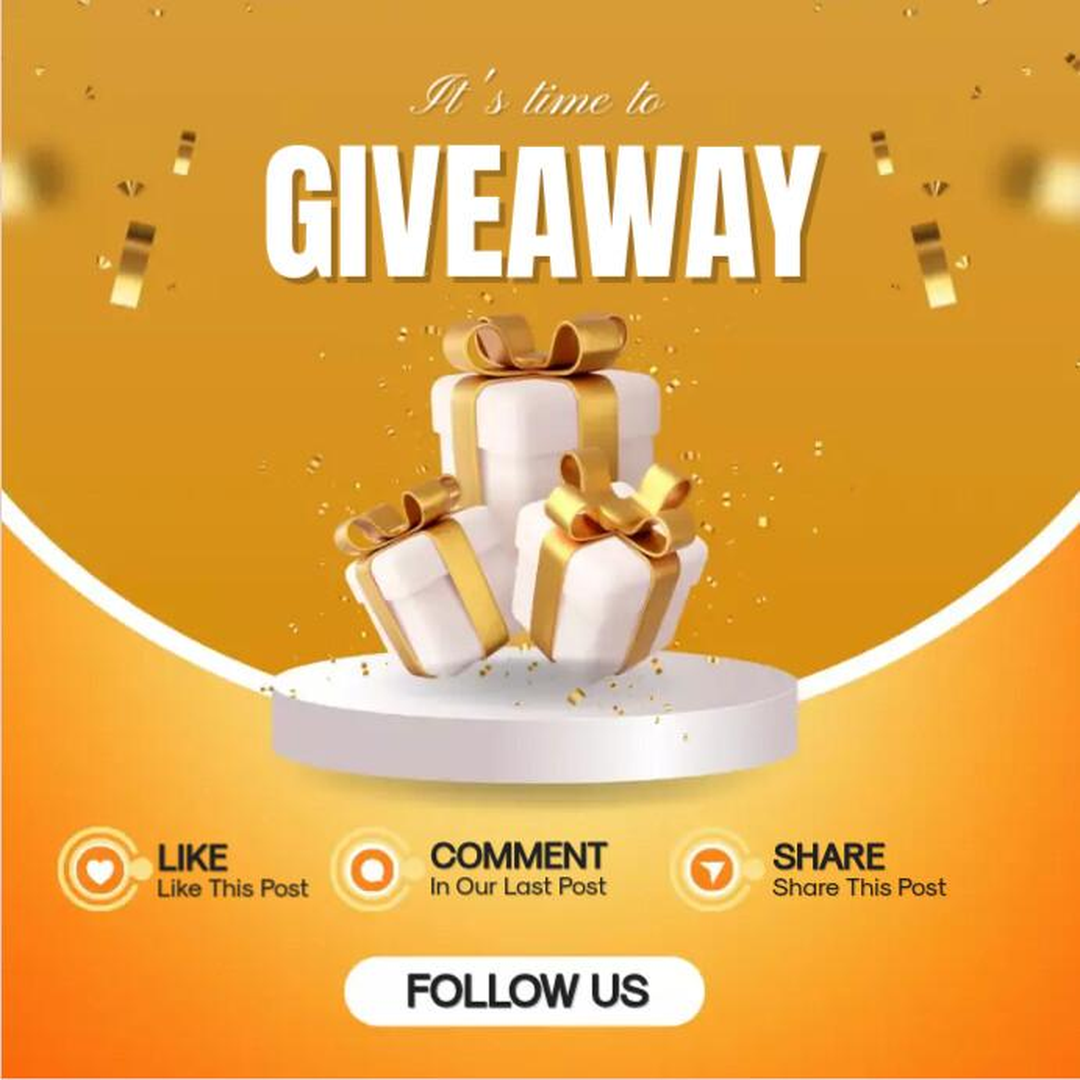 It's time to
GIVEAWAY
LIKE
Like This Post
COMMENT
In Our Last Post
SHARE
Share This Post
FOLLOW US